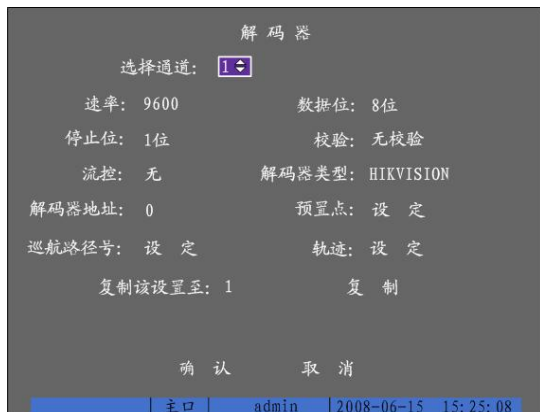 解码器
选择通道: 1
速率: 9600 数据位: 8位
停止位: 1位 校验: 无校验
流控: 无 解码器类型: HIKVISION
解码器地址: 0 预置点: 设 定
巡航路径号: 设 定 轨迹: 设 定
复制该设置至: 1 复 制
确 认 取 消
主口 admin 2008-06-15 15:25:08